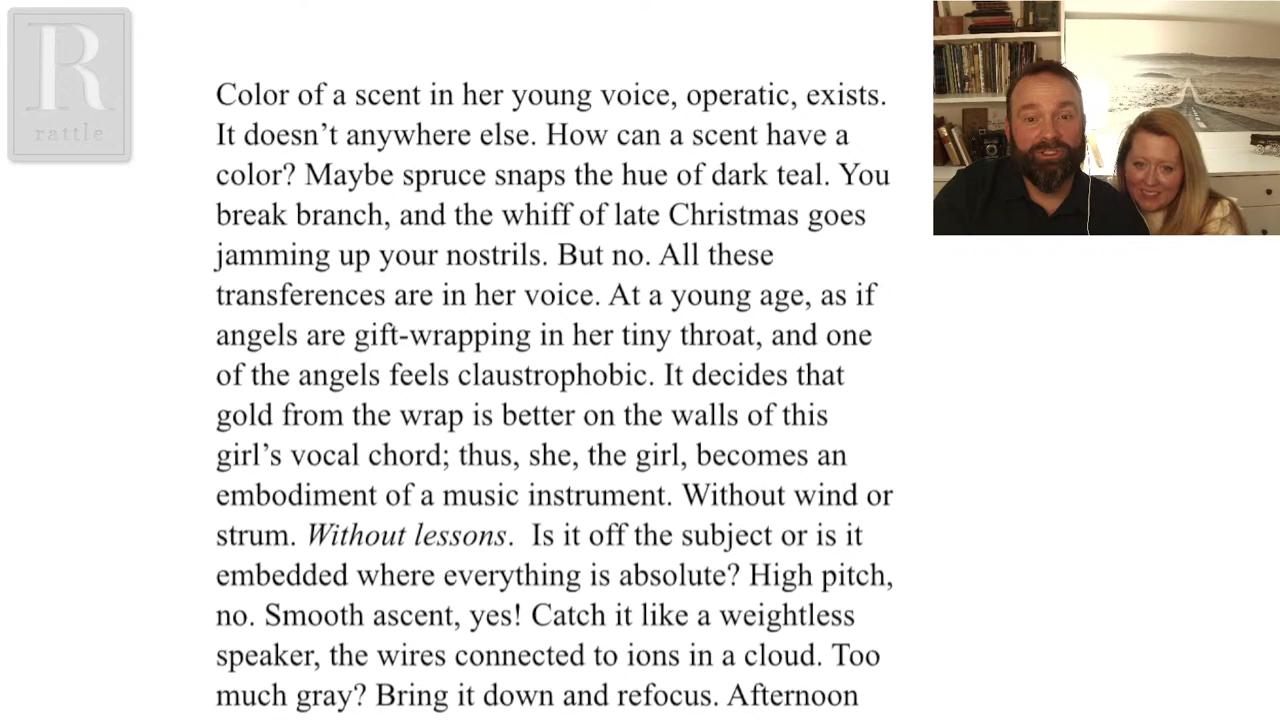 R
rattle
Color of a scent in her young voice, operatic, exists.
It doesn’t anywhere else. How can a scent have a
color? Maybe spruce snaps the hue of dark teal. You
break branch, and the whiff of late Christmas goes
jamming up your nostrils. But no. All these
transferences are in her voice. At a young age, as if
angels are gift-wrapping in her tiny throat, and one
of the angels feels claustrophobic. It decides that
gold from the wrap is better on the walls of this
girl’s vocal chord; thus, she, the girl, becomes an
embodiment of a music instrument. Without wind or
strum. Without lessons.  Is it off the subject or is it
embedded where everything is absolute? High pitch,
no. Smooth ascent, yes! Catch it like a weightless
speaker, the wires connected to ions in a cloud. Too
much gray? Bring it down and refocus. Afternoon